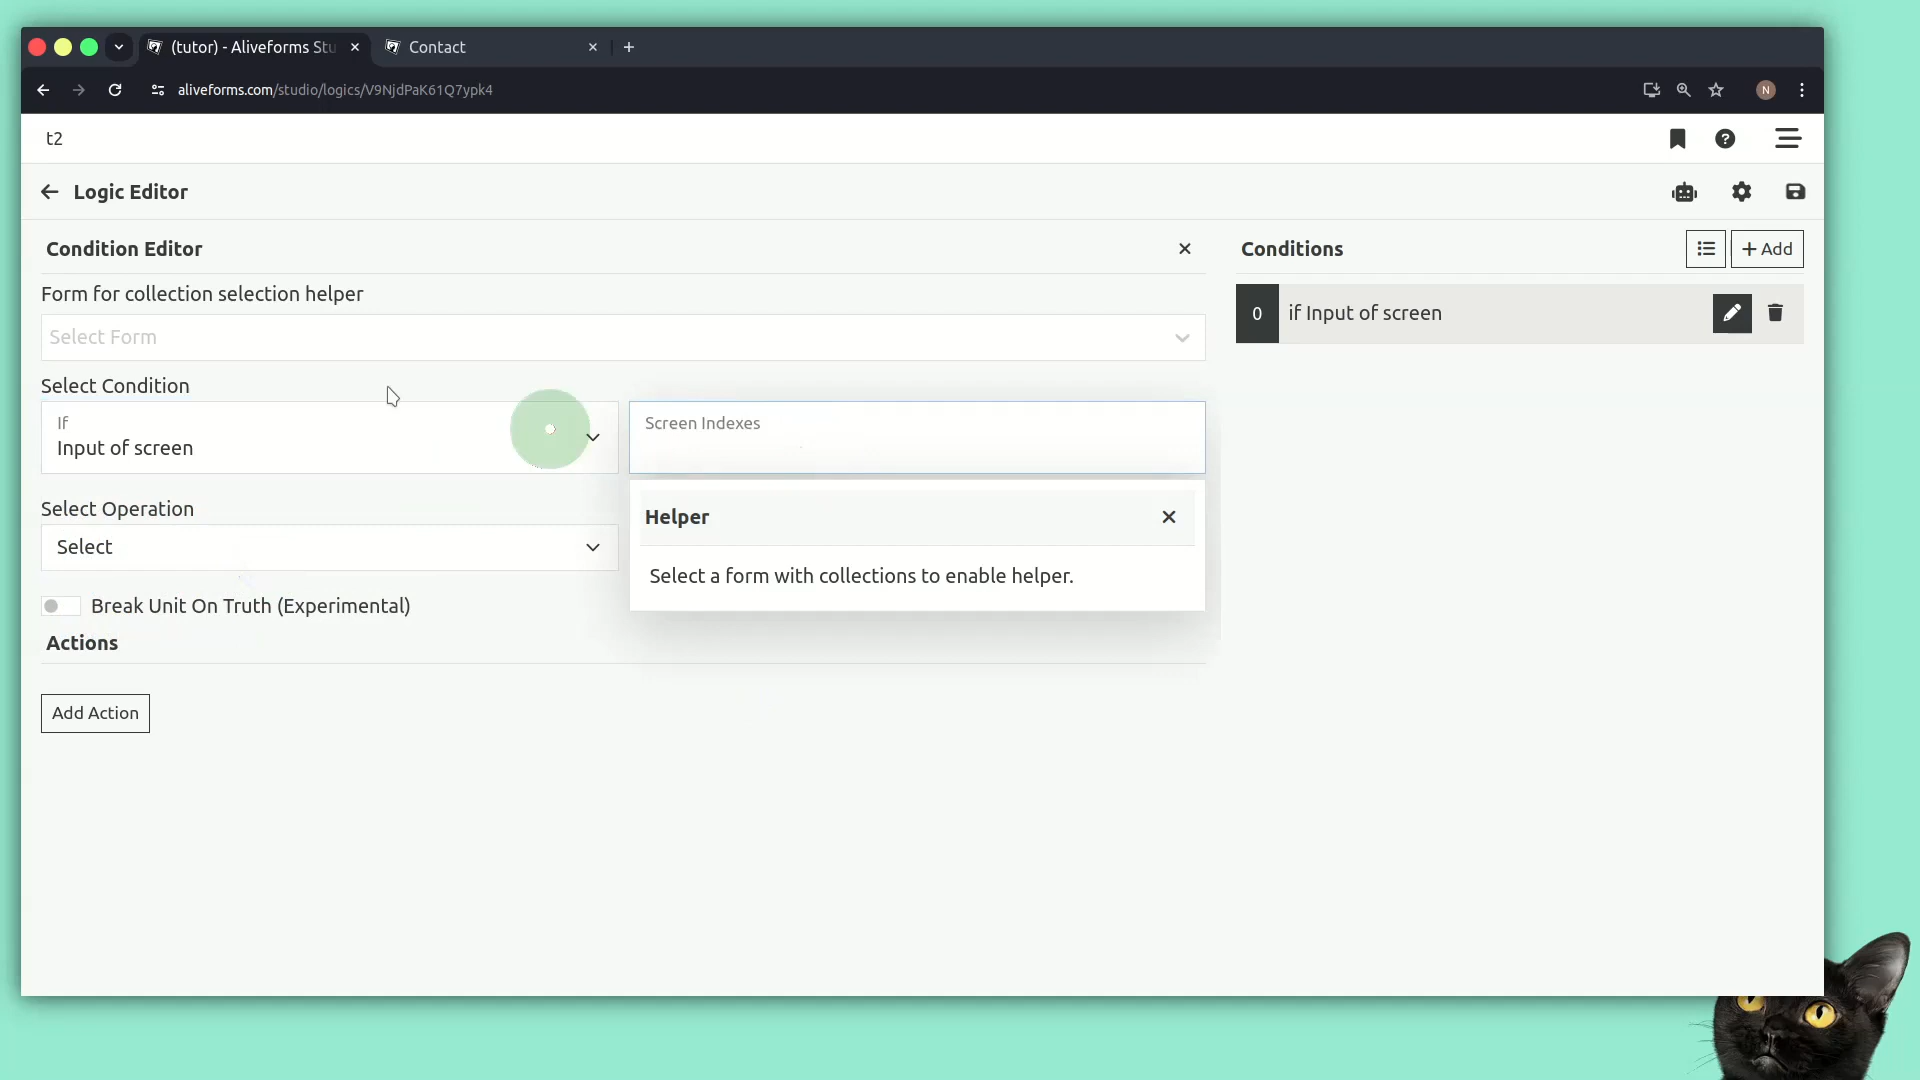 (tutor) - Aliveforms Stu
Contact
aliveforms.com/studio/logics/V9NjdPaK61Q7ypk4
N
t2
Logic Editor
Condition Editor
Form for collection selection helper
Select Form
Select Condition
If
Input of screen
Screen Indexes
Select Operation
Select
Helper
Select a form with collections to enable helper.
Break Unit On Truth (Experimental)
Actions
Add Action
Conditions
+ Add
0
if Input of screen